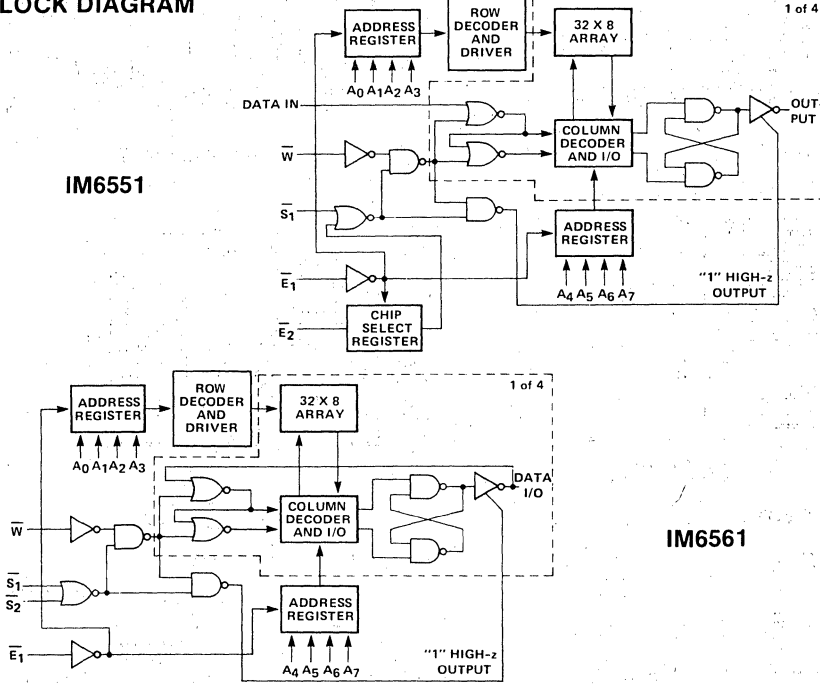 LOCK DIAGRAM
1 of 4
ROW
DECODER
AND
DRIVER
ADDRESS
REGISTER
32 X 8
ARRAY
A0 A1 A2 A3
DATA IN
OUT-
PUT
COLUMN
DECODER
AND I/O
W
IM6551
S1
ADDRESS
REGISTER
E1
A4 A5 A6 A7
"1" HIGH-z
OUTPUT
CHIP
SELECT
REGISTER
E2
1 of 4
ROW
DECODER
AND
DRIVER
ADDRESS
REGISTER
32 X 8
ARRAY
A0 A1 A2 A3
DATA
I/O
COLUMN
DECODER
AND I/O
W
IM6561
S1
S2
ADDRESS
REGISTER
E1
"1" HIGH-z
OUTPUT
A4 A5 A6 A7